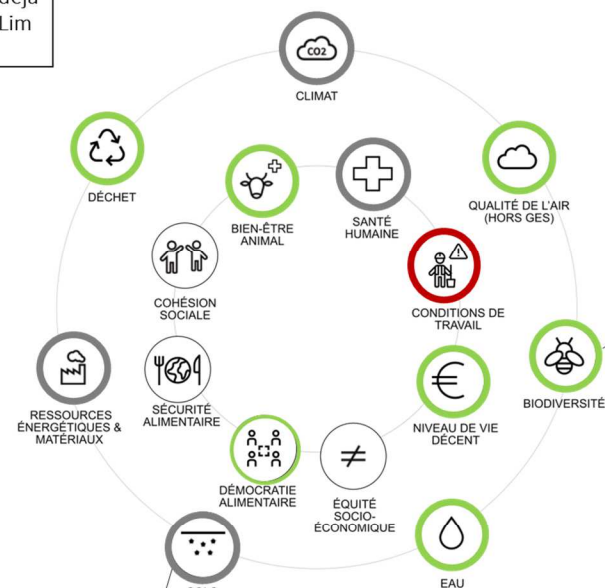 déjà
Lim
CO2
CLIMAT
DÉCHET
QUALITÉ DE L'AIR
(HORS GES)
BIEN-ÊTRE
ANIMAL
SANTÉ
HUMAINE
COHÉSION
SOCIALE
CONDITIONS DE
TRAVAIL
RESSOURCES
ÉNERGÉTIQUES &
MATÉRIAUX
SÉCURITÉ
ALIMENTAIRE
€
NIVEAU DE VIE
DÉCENT
BIODIVERSITÉ
DÉMOCRATIE
ALIMENTAIRE
≠
ÉQUITÉ
SOCIO-
ÉCONOMIQUE
EAU